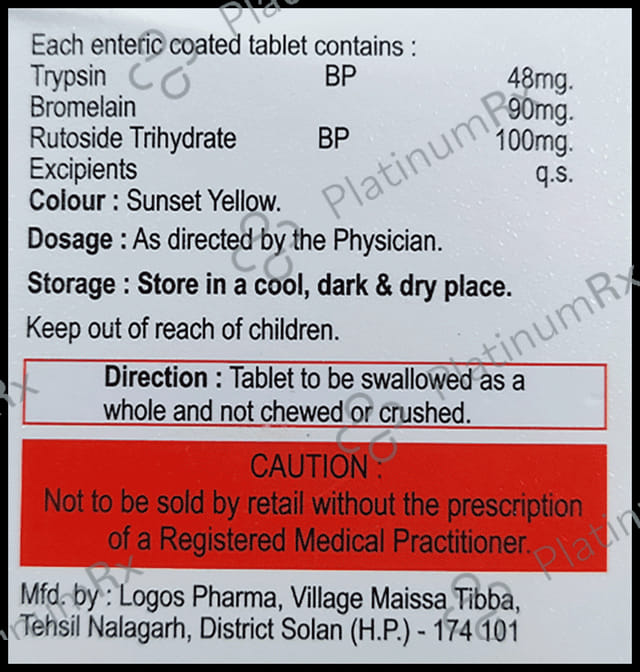 Each enteric coated tablet contains :
Trypsin BP 48mg.
Bromelain 90mg.
Rutoside Trihydrate BP 100mg.
Excipients q.s.
Colour : Sunset Yellow.
Dosage : As directed by the Physician.
Storage : Store in a cool, dark & dry place.
Keep out of reach of children.
Direction : Tablet to be swallowed as a
whole and not chewed or crushed.
CAUTION :
Not to be sold by retail without the prescription
of a Registered Medical Practitioner.
Mfd. by : Logos Pharma, Village Maissa Tibba,
Tehsil Nalagarh, District Solan (H.P.) - 174 101
PlatinumRx
PlatinumRx